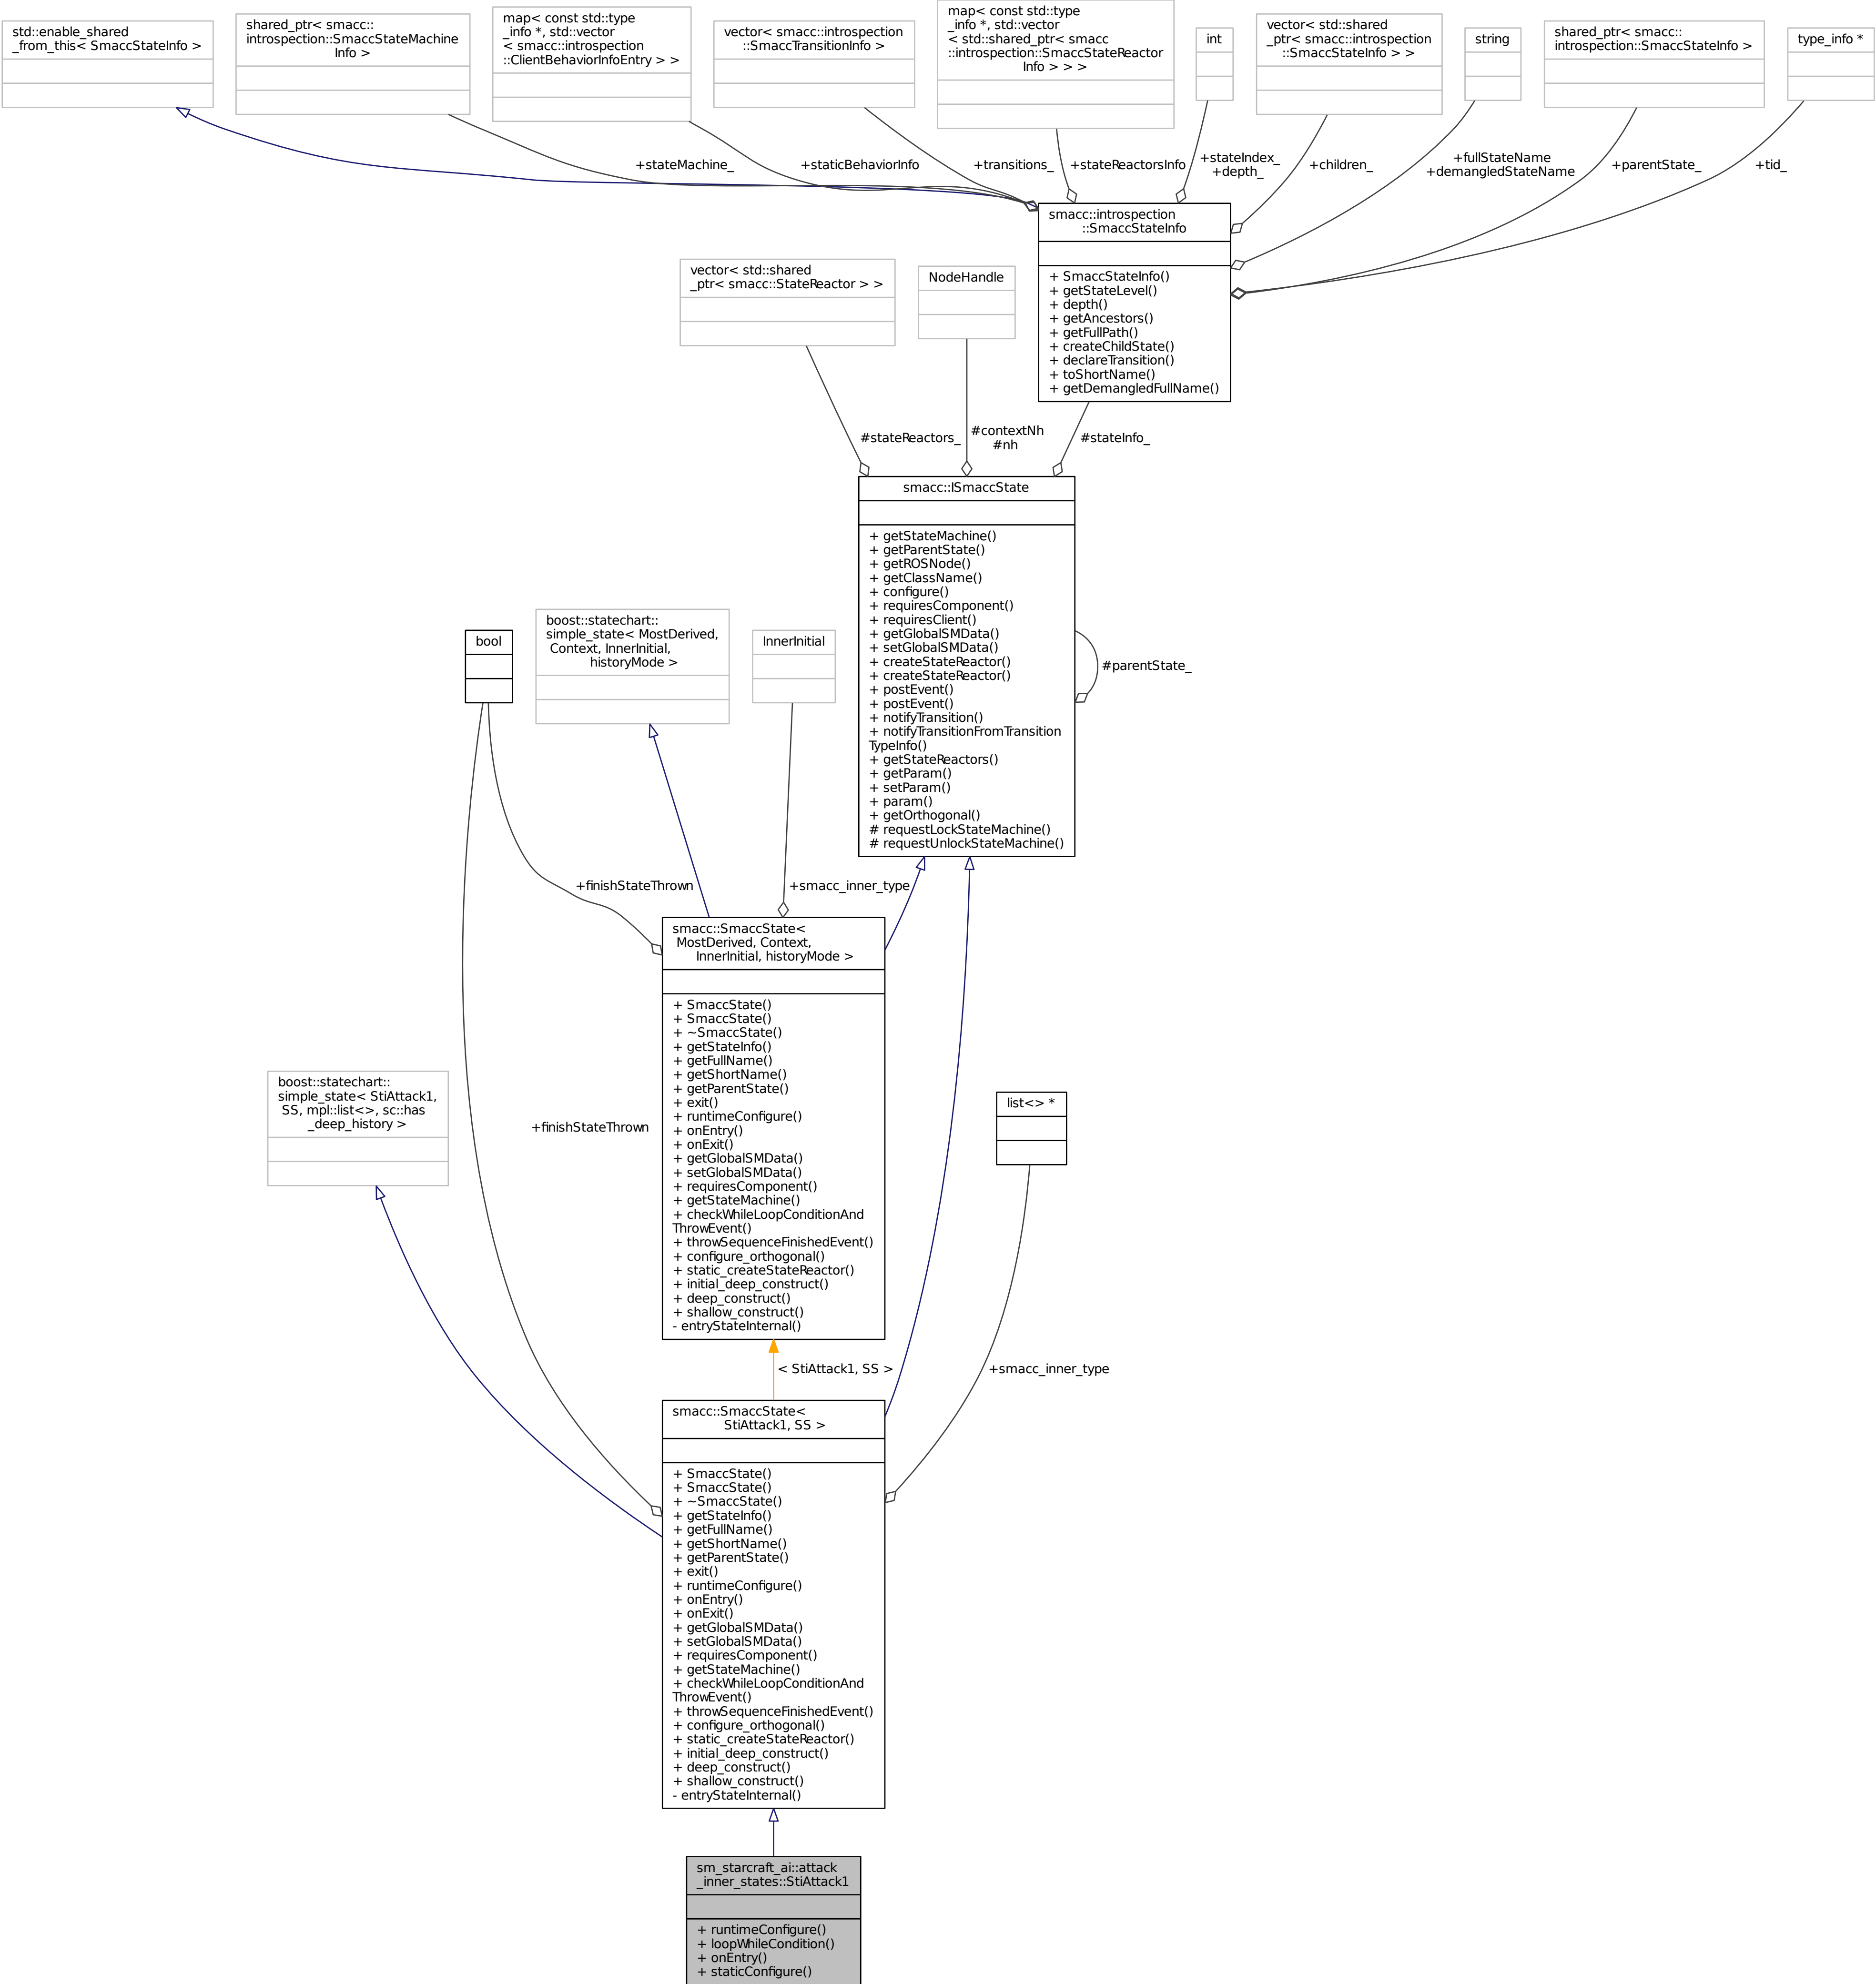 std::enable_shared
_from_this< SmaccStateInfo >
shared_ptr< smacc::
introspection::SmaccStateMachine
Info >
map< const std::type
_info *, std::vector
< smacc::introspection
::ClientBehaviorInfoEntry > >
vector< smacc::introspection
::SmaccTransitionInfo >
map< const std::type
_info *, std::vector
< std::shared_ptr< smacc
::introspection::SmaccStateReactor
Info > > >
int
vector< std::shared
_ptr< smacc::introspection
::SmaccStateInfo > >
string
shared_ptr< smacc::
introspection::SmaccStateInfo >
type_info *
+stateMachine_
+staticBehaviorInfo
+transitions_
+stateReactorsInfo
+stateIndex_
+depth_
+children_
+fullStateName
+demangledStateName
+parentState_
+tid_
smacc::introspection
::SmaccStateInfo
+ SmaccStateInfo()
+ getStateLevel()
+ depth()
+ getAncestors()
+ getFullPath()
+ createChildState()
+ declareTransition()
+ toShortName()
+ getDemangledFullName()
vector< std::shared
_ptr< smacc::StateReactor > >
NodeHandle
#stateReactors_
#contextNh
#nh
#stateInfo_
smacc::ISmaccState
+ getStateMachine()
+ getParentState()
+ getROSNode()
+ getClassName()
+ configure()
+ requiresComponent()
+ requiresClient()
+ getGlobalSMData()
+ setGlobalSMData()
+ createStateReactor()
+ createStateReactor()
+ postEvent()
+ postEvent()
+ notifyTransition()
+ notifyTransitionFromTransition
TypeInfo()
+ getStateReactors()
+ getParam()
+ setParam()
+ param()
+ getOrthogonal()
# requestLockStateMachine()
# requestUnlockStateMachine()
#parentState_
bool
boost::statechart::
simple_state< MostDerived,
Context, InnerInitial,
historyMode >
InnerInitial
+finishStateThrown
+smacc_inner_type
smacc::SmaccState<
MostDerived, Context,
InnerInitial, historyMode >
+ SmaccState()
+ SmaccState()
+ ~SmaccState()
+ getStateInfo()
+ getFullName()
+ getShortName()
+ getParentState()
+ exit()
+ runtimeConfigure()
+ onEntry()
+ onExit()
+ getGlobalSMData()
+ setGlobalSMData()
+ requiresComponent()
+ getStateMachine()
+ checkWhileLoopConditionAnd
ThrowEvent()
+ throwSequenceFinishedEvent()
+ configure_orthogonal()
+ static_createStateReactor()
+ initial_deep_construct()
+ deep_construct()
+ shallow_construct()
- entryStateInternal()
boost::statechart::
simple_state< StiAttack1,
SS, mpl::list<>, sc::has
_deep_history >
+finishStateThrown
list<> *
< StiAttack1, SS >
+smacc_inner_type
smacc::SmaccState<
StiAttack1, SS >
+ SmaccState()
+ SmaccState()
+ ~SmaccState()
+ getStateInfo()
+ getFullName()
+ getShortName()
+ getParentState()
+ exit()
+ runtimeConfigure()
+ onEntry()
+ onExit()
+ getGlobalSMData()
+ setGlobalSMData()
+ requiresComponent()
+ getStateMachine()
+ checkWhileLoopConditionAnd
ThrowEvent()
+ throwSequenceFinishedEvent()
+ configure_orthogonal()
+ static_createStateReactor()
+ initial_deep_construct()
+ deep_construct()
+ shallow_construct()
- entryStateInternal()
sm_starcraft_ai::attack
_inner_states::StiAttack1
+ runtimeConfigure()
+ loopWhileCondition()
+ onEntry()
+ staticConfigure()